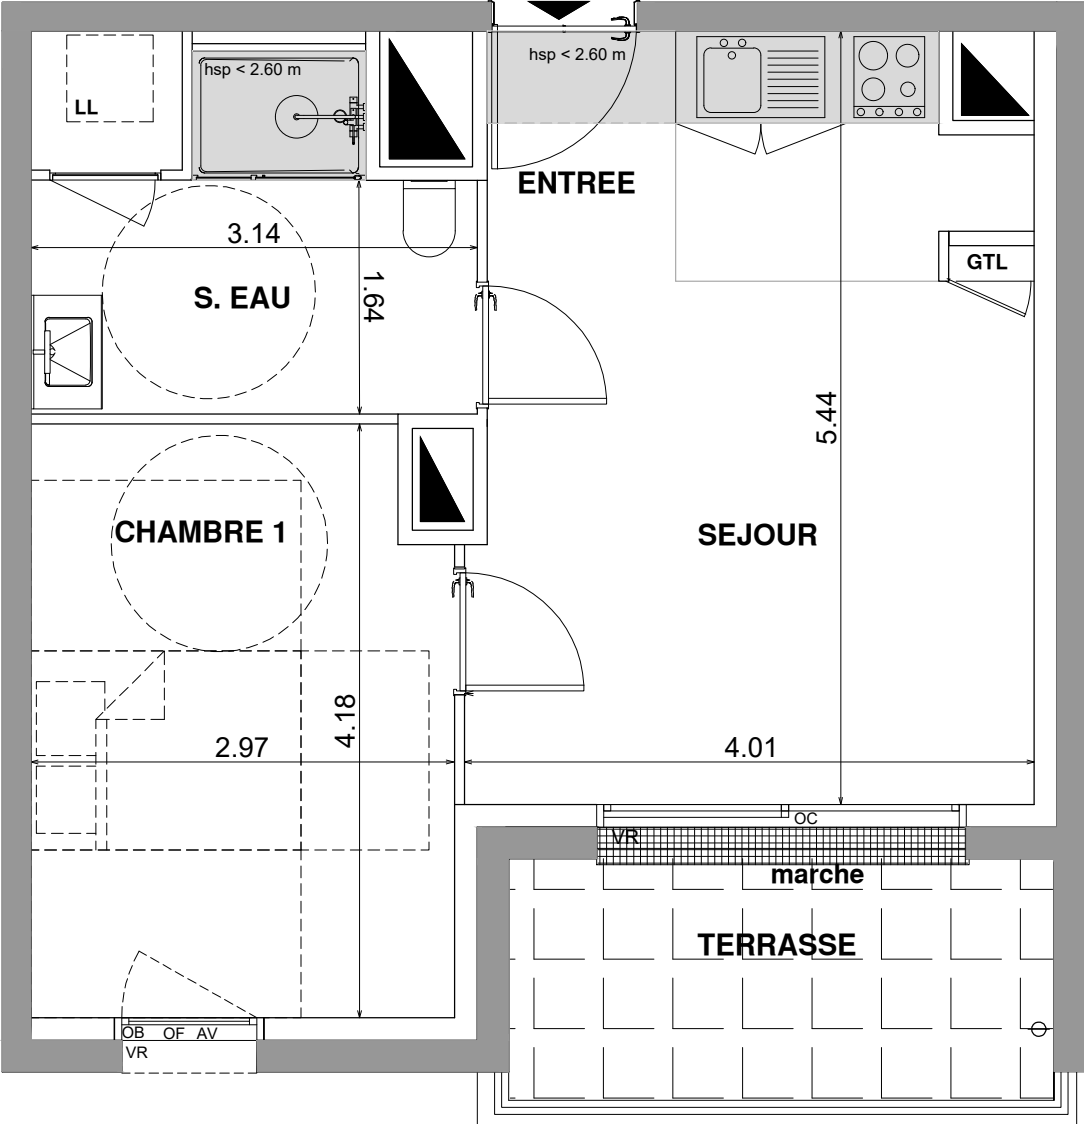 hsp < 2.60 m
hsp < 2.60 m
LL
ENTREE
3.14
GTL
S. EAU
1.64
5.44
CHAMBRE 1
SEJOUR
4.18
2.97
4.01
OC
VR
marche
TERRASSE
OB OF AV
VR